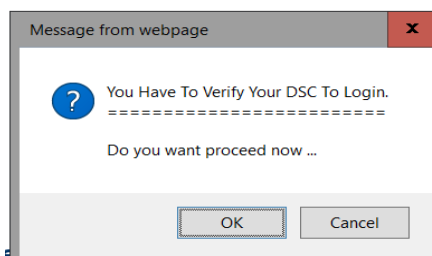 Message from webpage
x
You Have To Verify Your DSC To Login.
==========================
Do you want proceed now ...
OK
Cancel